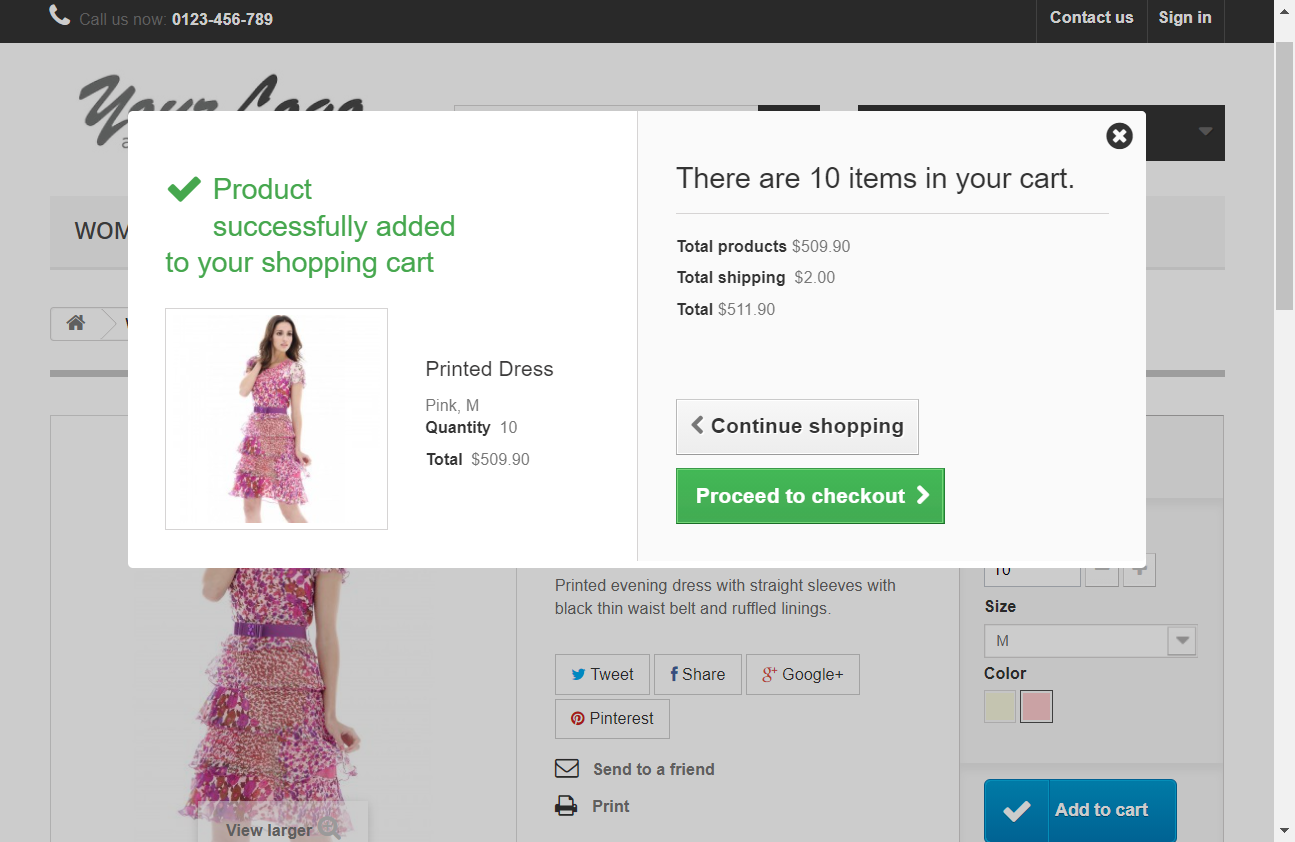 Call us now: 0123-456-789
Contact us
Sign in
Your Logo
Product
successfully added
to your shopping cart
Printed Dress
Pink, M
Quantity 10
Total $509.90
There are 10 items in your cart.
Total products $509.90
Total shipping $2.00
Total $511.90
Continue shopping
Proceed to checkout
Printed evening dress with straight sleeves with
black thin waist belt and ruffled linings.
Tweet
Share
Google+
Pinterest
Send to a friend
Print
View larger
10
Size
M
Color
Add to cart